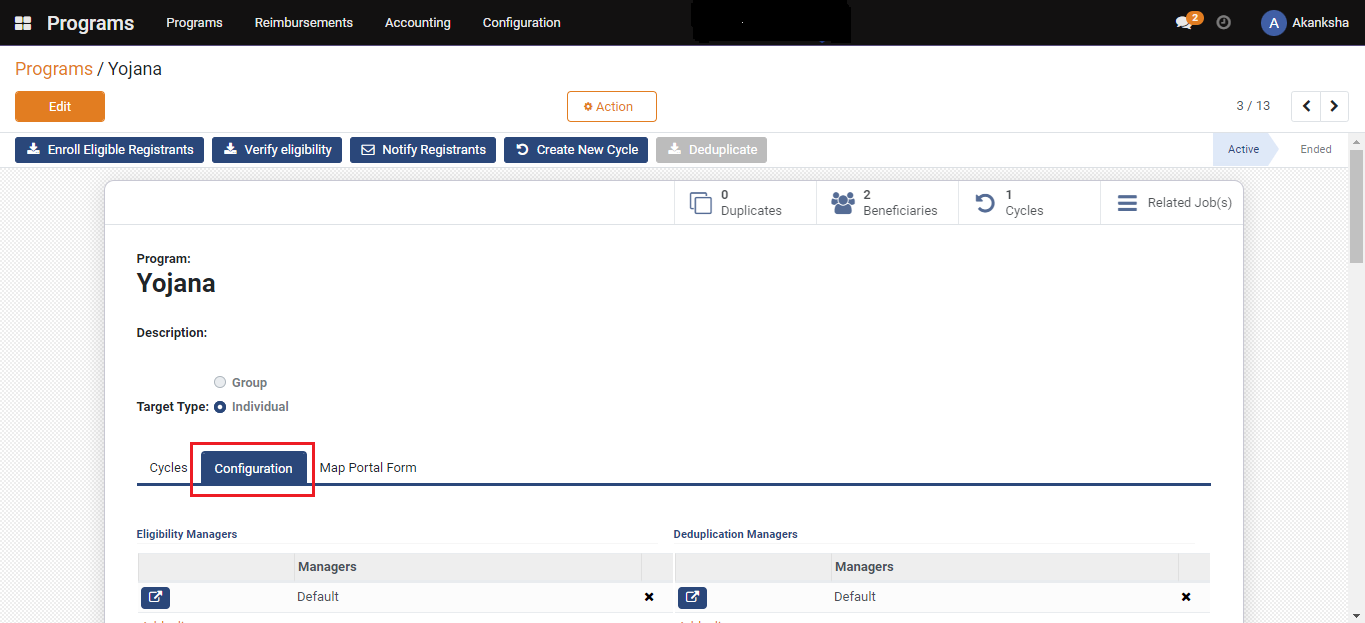 Programs Programs Reimbursements Accounting Configuration 2 A Akanksha
Programs / Yojana
Edit Action 3 / 13
Enroll Eligible Registrants Verify eligibility Notify Registrants Create New Cycle Deduplicate Active Ended
0 Duplicates 2 Beneficiaries 1 Cycles Related Job(s)
Program:
Yojana
Description:
Group
Target Type: Individual
Cycles Configuration Map Portal Form
Eligibility Managers Deduplication Managers
Managers Managers
Default Default